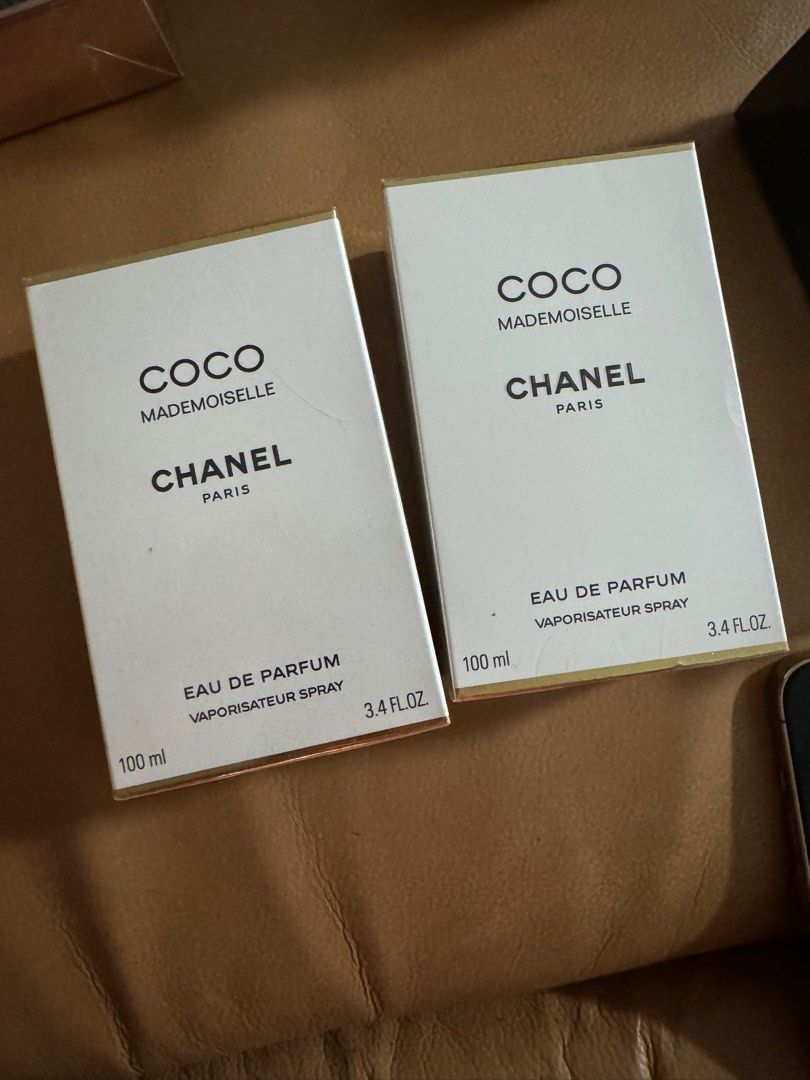 COCO
MADEMOISELLE
CHANEL
PARIS
EAU DE PARFUM
VAPORISATEUR SPRAY
100 ml
3.4 FL.OZ.
COCO
MADEMOISELLE
CHANEL
PARIS
EAU DE PARFUM
VAPORISATEUR SPRAY
100 ml
3.4 FL.OZ.